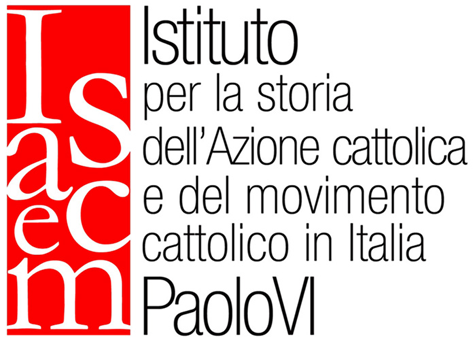 Isacem
Istituto
per la storia
dell'Azione cattolica
e del movimento
cattolico in Italia
PaoloVI